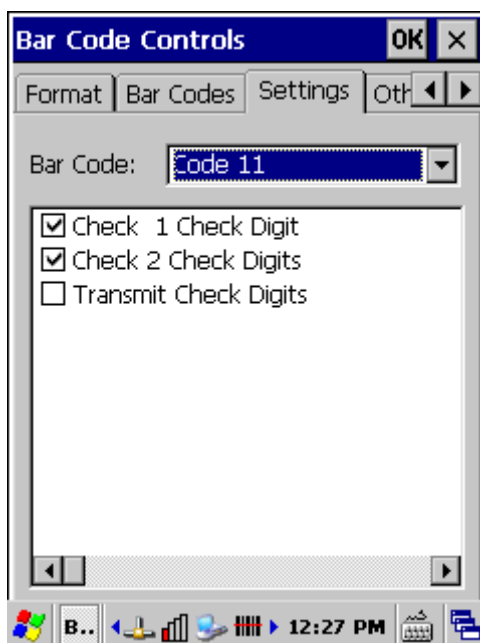 Bar Code Controls OK ×
Format Bar Codes Settings Oth
Bar Code: Code 11
Check 1 Check Digit
Check 2 Check Digits
Transmit Check Digits
B.. 12:27 PM